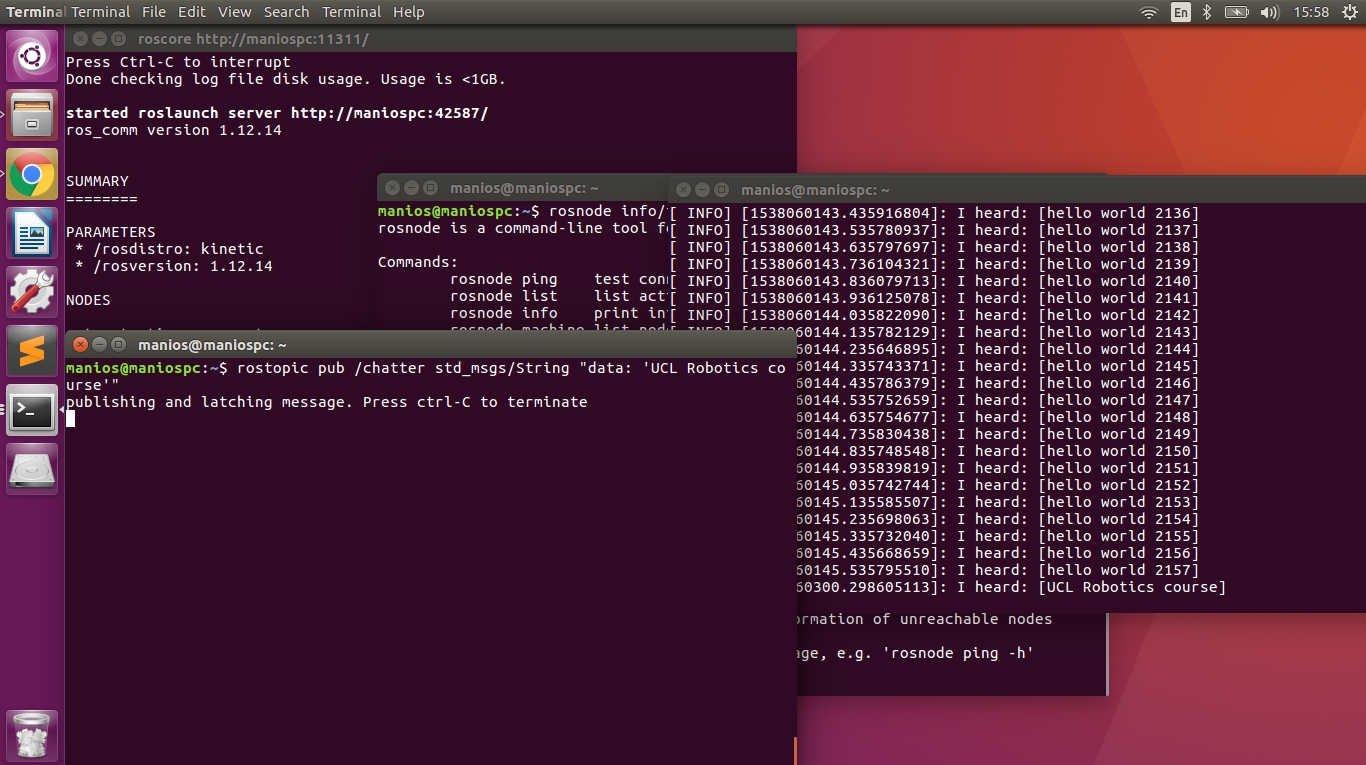 Terminal Terminal File Edit View Search Terminal Help
En 15:58
roscore http://maniospc:11311/
Press Ctrl-C to interrupt
Done checking log file disk usage. Usage is <1GB.
started roslaunch server http://maniospc:42587/
ros_comm version 1.12.14
SUMMARY
========
PARAMETERS
* /rosdistro: kinetic
* /rosversion: 1.12.14
NODES
manios@maniospc: ~
manios@maniospc:~$ rosnode info/
rosnode is a command-line tool
Commands:
rosnode ping test
rosnode list list
rosnode info print
rosnode machine list
manios@maniospc: ~
[ INFO] [1538060143.435916804]: I heard: [hello world 2136]
[ INFO] [1538060143.535780937]: I heard: [hello world 2137]
[ INFO] [1538060143.635797697]: I heard: [hello world 2138]
[ INFO] [1538060143.736104321]: I heard: [hello world 2139]
[ INFO] [1538060143.836079713]: I heard: [hello world 2140]
[ INFO] [1538060143.936125078]: I heard: [hello world 2141]
[ INFO] [1538060144.035822090]: I heard: [hello world 2142]
[ INFO] [1538060144.135782129]: I heard: [hello world 2143]
60144.235646895]: I heard: [hello world 2144]
60144.335743371]: I heard: [hello world 2145]
60144.435786379]: I heard: [hello world 2146]
60144.535752659]: I heard: [hello world 2147]
60144.635754677]: I heard: [hello world 2148]
60144.735830438]: I heard: [hello world 2149]
60144.835748548]: I heard: [hello world 2150]
60144.935839819]: I heard: [hello world 2151]
60145.035742744]: I heard: [hello world 2152]
60145.135585507]: I heard: [hello world 2153]
60145.235698063]: I heard: [hello world 2154]
60145.335732040]: I heard: [hello world 2155]
60145.435668659]: I heard: [hello world 2156]
60145.535795510]: I heard: [hello world 2157]
60300.298605113]: I heard: [UCL Robotics course]
manios@maniospc: ~
manios@maniospc:~$ rostopic pub /chatter std_msgs/String "data: 'UCL Robotics co
urse'"
publishing and latching message. Press ctrl-C to terminate
ormation of unreachable nodes
age, e.g. 'rosnode ping -h'